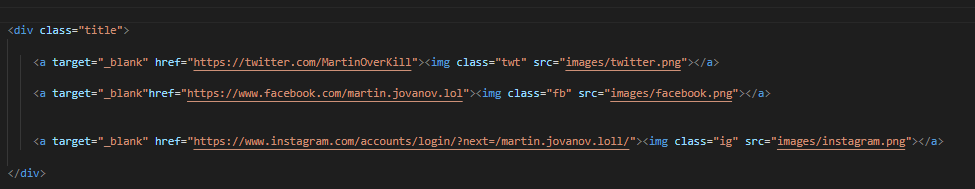 <div class="title">
<a target="_blank" href="https://twitter.com/MartinOverKill"><img class="twt" src="images/twitter.png"></a>
<a target="_blank"href="https://www.facebook.com/martin.jovanov.lol"><img class="fb" src="images/facebook.png"></a>
<a target="_blank" href="https://www.instagram.com/accounts/login/?next=/martin.jovanov.loll/"><img class="ig" src="images/instagram.png"></a>
</div>